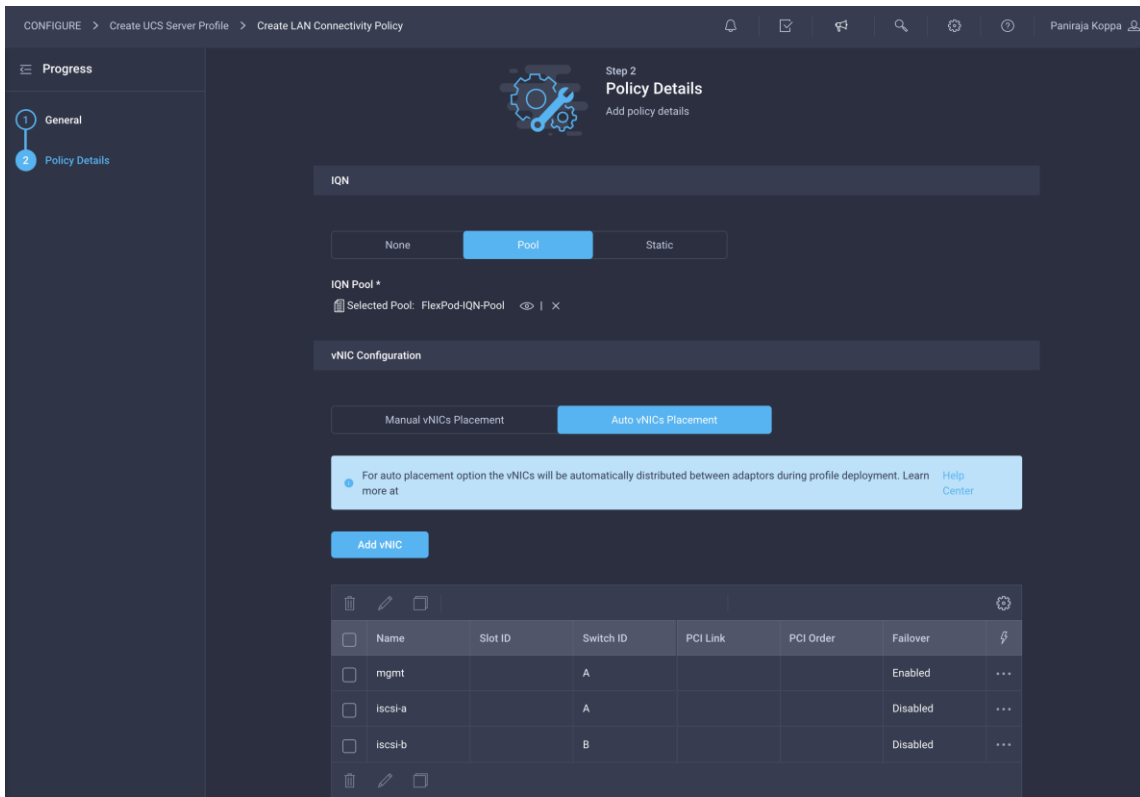 CONFIGURE > Create UCS Server Profile > Create LAN Connectivity Policy
Paniraja Koppa
Progress
1 General
2 Policy Details
Step 2
Policy Details
Add policy details
IQN
None Pool Static
IQN Pool *
Selected Pool: FlexPod-IQN-Pool
vNIC Configuration
Manual vNICs Placement Auto vNICs Placement
For auto placement option the vNICs will be automatically distributed between adaptors during profile deployment. Learn Help
more at Center
Add vNIC
Name Slot ID Switch ID PCI Link PCI Order Failover
mgmt A Enabled
iscsi-a A Disabled
iscsi-b B Disabled